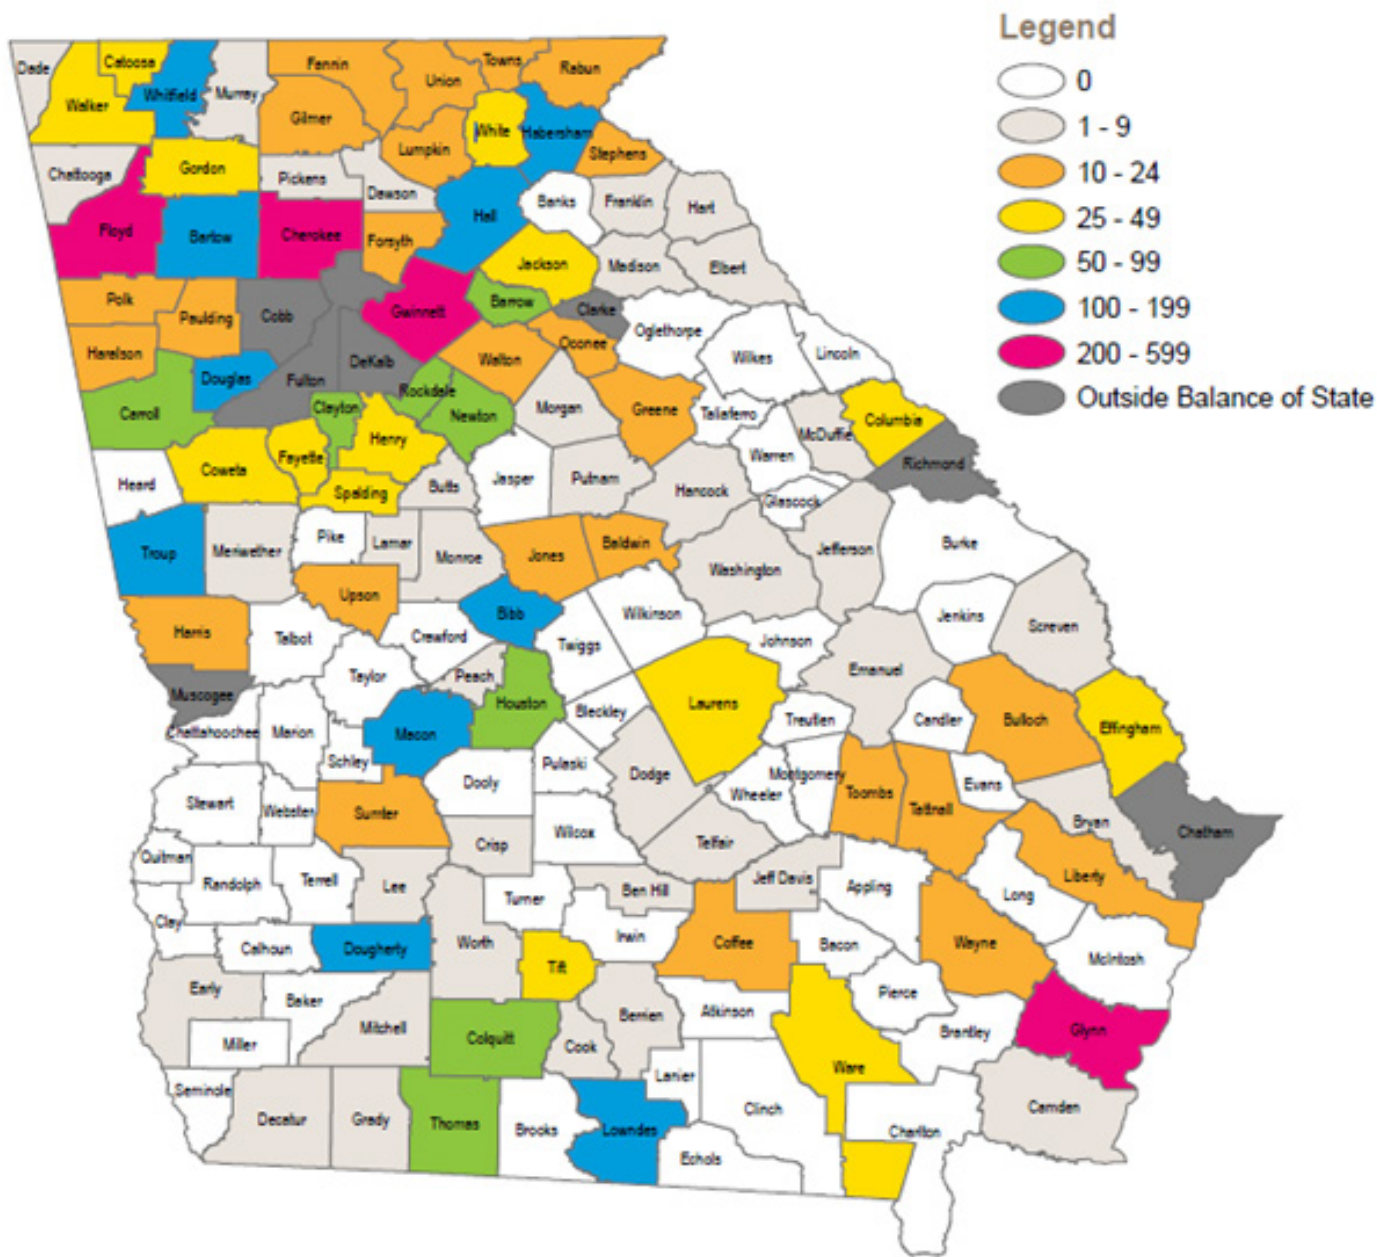 Legend
0
1 - 9
10 - 24
25 - 49
50 - 99
100 - 199
200 - 599
Outside Balance of State
Dade
Catoosa
Whitfield
Murray
Fannin
Union
Towns
Rabun
Walker
Gilmer
White
Habersham
Lumpkin
Stephens
Chattooga
Gordon
Pickens
Dawson
Banks
Franklin
Hart
Floyd
Bartow
Cherokee
Forsyth
Hall
Jackson
Madison
Elbert
Polk
Paulding
Cobb
Gwinnett
Barrow
Clarke
Oglethorpe
Haralson
Douglas
Fulton
DeKalb
Walton
Oconee
Wilkes
Lincoln
Carroll
Clayton
Rockdale
Newton
Morgan
Greene
Taliaferro
McDuffie
Columbia
Heard
Coweta
Fayette
Henry
Spalding
Butts
Jasper
Putnam
Hancock
Warren
Glascock
Richmond
Troup
Meriwether
Pike
Lamar
Monroe
Jones
Baldwin
Washington
Jefferson
Burke
Harris
Talbot
Upson
Crawford
Bibb
Twiggs
Wilkinson
Johnson
Emanuel
Jenkins
Screven
Muscogee
Taylor
Peach
Houston
Bleckley
Laurens
Treutlen
Candler
Bulloch
Effingham
Chattahoochee
Marion
Schley
Macon
Dooly
Pulaski
Dodge
Wheeler
Montgomery
Toombs
Tattnall
Evans
Bryan
Chatham
Stewart
Webster
Sumter
Crisp
Wilcox
Telfair
Liberty
Quitman
Randolph
Terrell
Lee
Turner
Ben Hill
Jeff Davis
Appling
Long
Clay
Calhoun
Dougherty
Worth
Tift
Irwin
Coffee
Bacon
Wayne
McIntosh
Early
Baker
Mitchell
Colquitt
Cook
Berrien
Atkinson
Pierce
Brantley
Glynn
Miller
Seminole
Decatur
Grady
Thomas
Brooks
Lowndes
Lanier
Clinch
Echols
Ware
Charlton
Camden